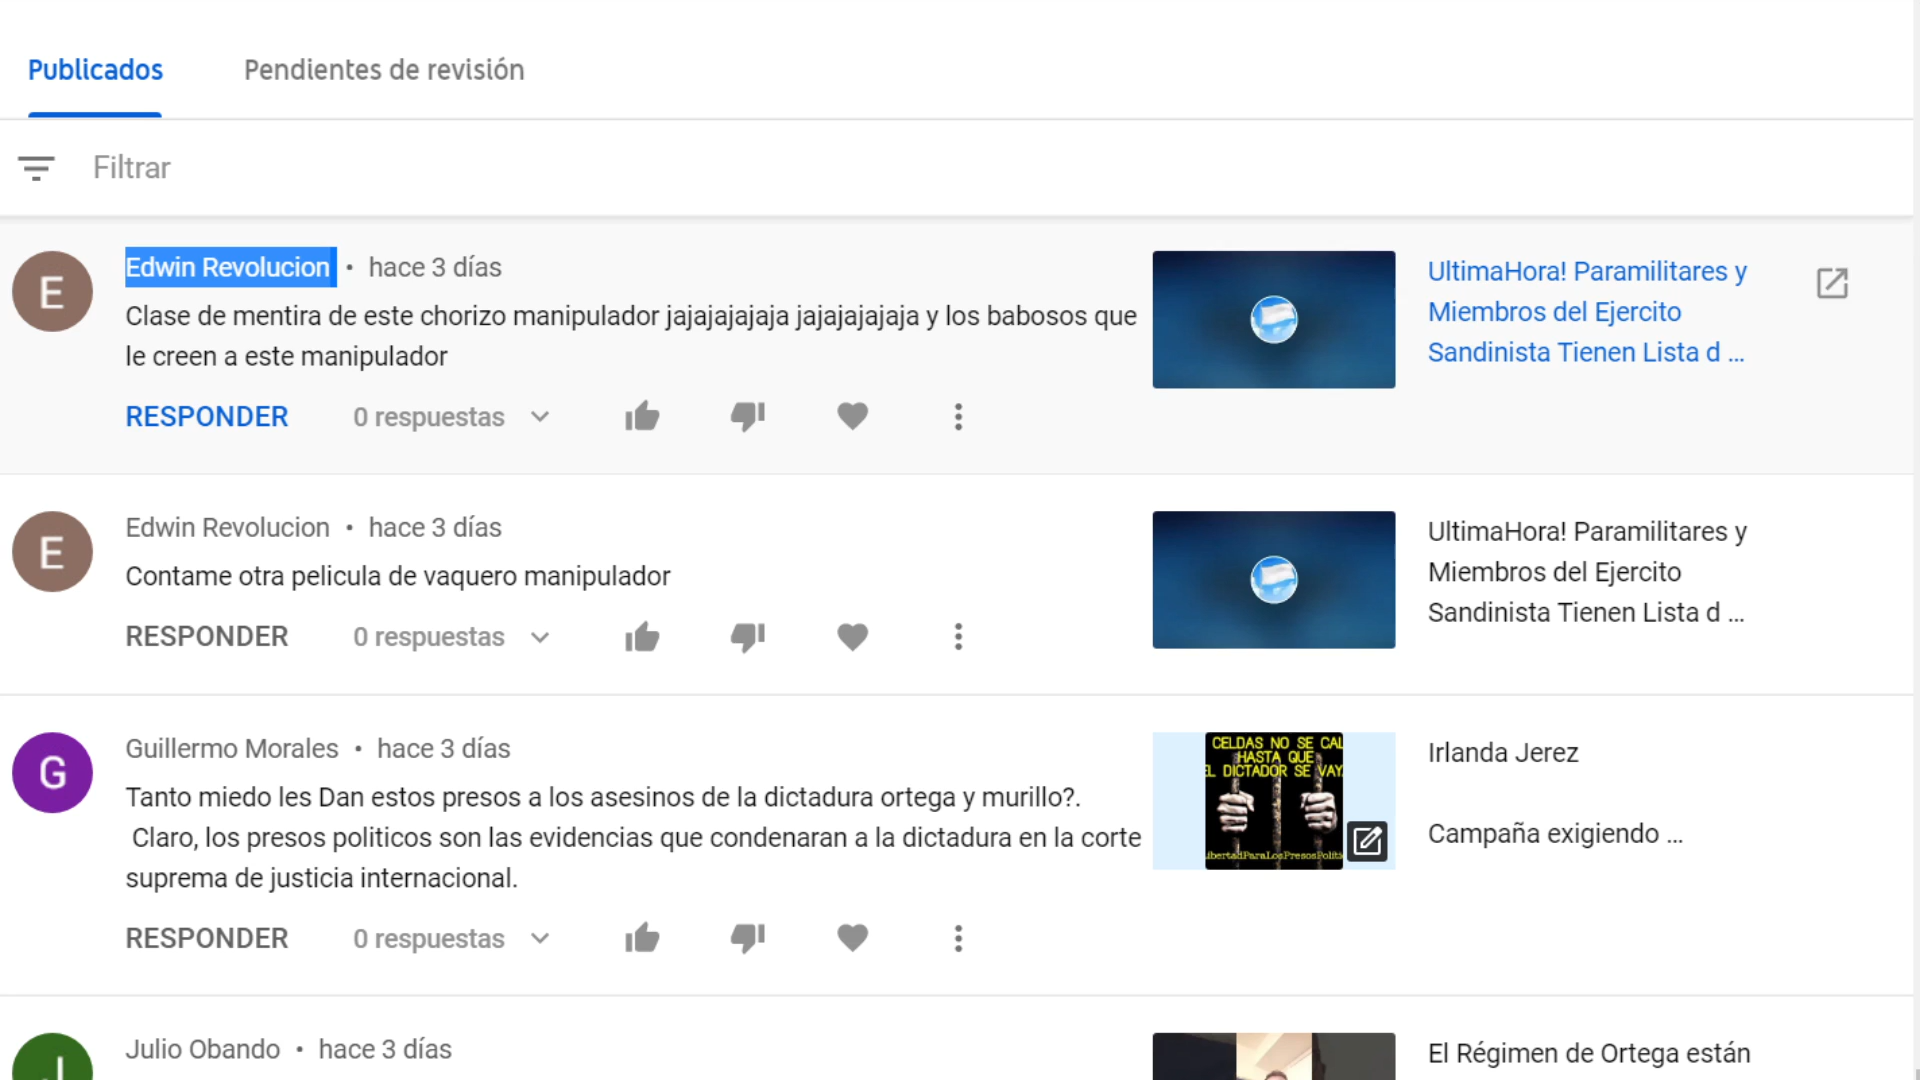 Publicados
Pendientes de revisión
Filtrar
E
Edwin Revolucion • hace 3 días
Clase de mentira de este chorizo manipulador jajajajajaja jajajajajaja y los babosos que
le creen a este manipulador
RESPONDER
0 respuestas
UltimaHora! Paramilitares y
Miembros del Ejercito
Sandinista Tienen Lista d ...
E
Edwin Revolucion • hace 3 días
Contame otra pelicula de vaquero manipulador
RESPONDER
0 respuestas
UltimaHora! Paramilitares y
Miembros del Ejercito
Sandinista Tienen Lista d ...
G
Guillermo Morales • hace 3 días
Tanto miedo les Dan estos presos a los asesinos de la dictadura ortega y murillo?.
Claro, los presos politicos son las evidencias que condenaran a la dictadura en la corte
suprema de justicia internacional.
RESPONDER
0 respuestas
CELDAS NO SE CAL
HASTA QUE
EL DICTADOR SE VAY
ibertadParaLosPresosPolíti
Irlanda Jerez
Campaña exigiendo ...
J
Julio Obando • hace 3 días
El Régimen de Ortega están